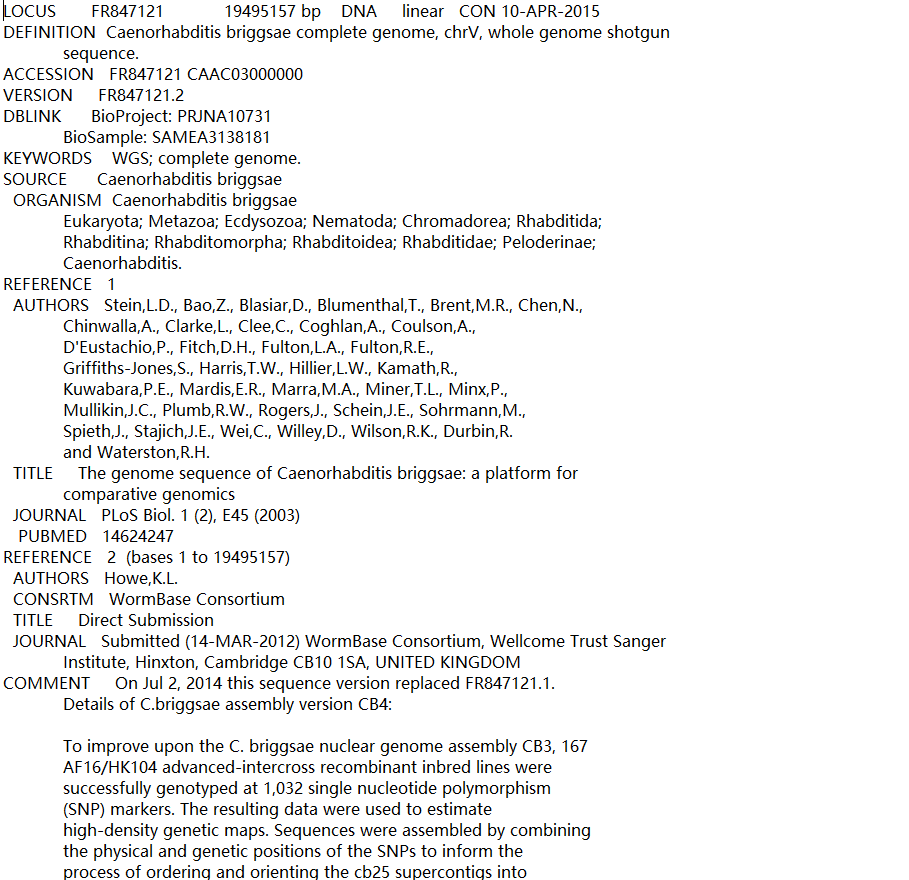 LOCUS FR847121 19495157 bp DNA linear CON 10-APR-2015
DEFINITION Caenorhabditis briggsae complete genome, chrV, whole genome shotgun
sequence.
ACCESSION FR847121 CAAC03000000
VERSION FR847121.2
DBLINK BioProject: PRJNA10731
BioSample: SAMEA3138181
KEYWORDS WGS; complete genome.
SOURCE Caenorhabditis briggsae
ORGANISM Caenorhabditis briggsae
Eukaryota; Metazoa; Ecdysozoa; Nematoda; Chromadorea; Rhabditida;
Rhabditina; Rhabditomorpha; Rhabditoidea; Rhabditidae; Peloderinae;
Caenorhabditis.
REFERENCE 1
AUTHORS Stein,L.D., Bao,Z., Blasiar,D., Blumenthal,T., Brent,M.R., Chen,N.,
Chinwalla,A., Clarke,L., Clee,C., Coghlan,A., Coulson,A.,
D'Eustachio,P., Fitch,D.H., Fulton,L.A., Fulton,R.E.,
Griffiths-Jones,S., Harris,T.W., Hillier,L.W., Kamath,R.,
Kuwabara,P.E., Mardis,E.R., Marra,M.A., Miner,T.L., Minx,P.,
Mullikin,J.C., Plumb,R.W., Rogers,J., Schein,J.E., Sohrmann,M.,
Spieth,J., Stajich,J.E., Wei,C., Willey,D., Wilson,R.K., Durbin,R.
and Waterston,R.H.
TITLE The genome sequence of Caenorhabditis briggsae: a platform for
comparative genomics
JOURNAL PLoS Biol. 1 (2), E45 (2003)
PUBMED 14624247
REFERENCE 2 (bases 1 to 19495157)
AUTHORS Howe,K.L.
CONSRTM WormBase Consortium
TITLE Direct Submission
JOURNAL Submitted (14-MAR-2012) WormBase Consortium, Wellcome Trust Sanger
Institute, Hinxton, Cambridge CB10 1SA, UNITED KINGDOM
COMMENT On Jul 2, 2014 this sequence version replaced FR847121.1.
Details of C.briggsae assembly version CB4:
To improve upon the C. briggsae nuclear genome assembly CB3, 167
AF16/HK104 advanced-intercross recombinant inbred lines were
successfully genotyped at 1,032 single nucleotide polymorphism
(SNP) markers. The resulting data were used to estimate
high-density genetic maps. Sequences were assembled by combining
the physical and genetic positions of the SNPs to inform the
process of ordering and orienting the cb25 supercontigs into